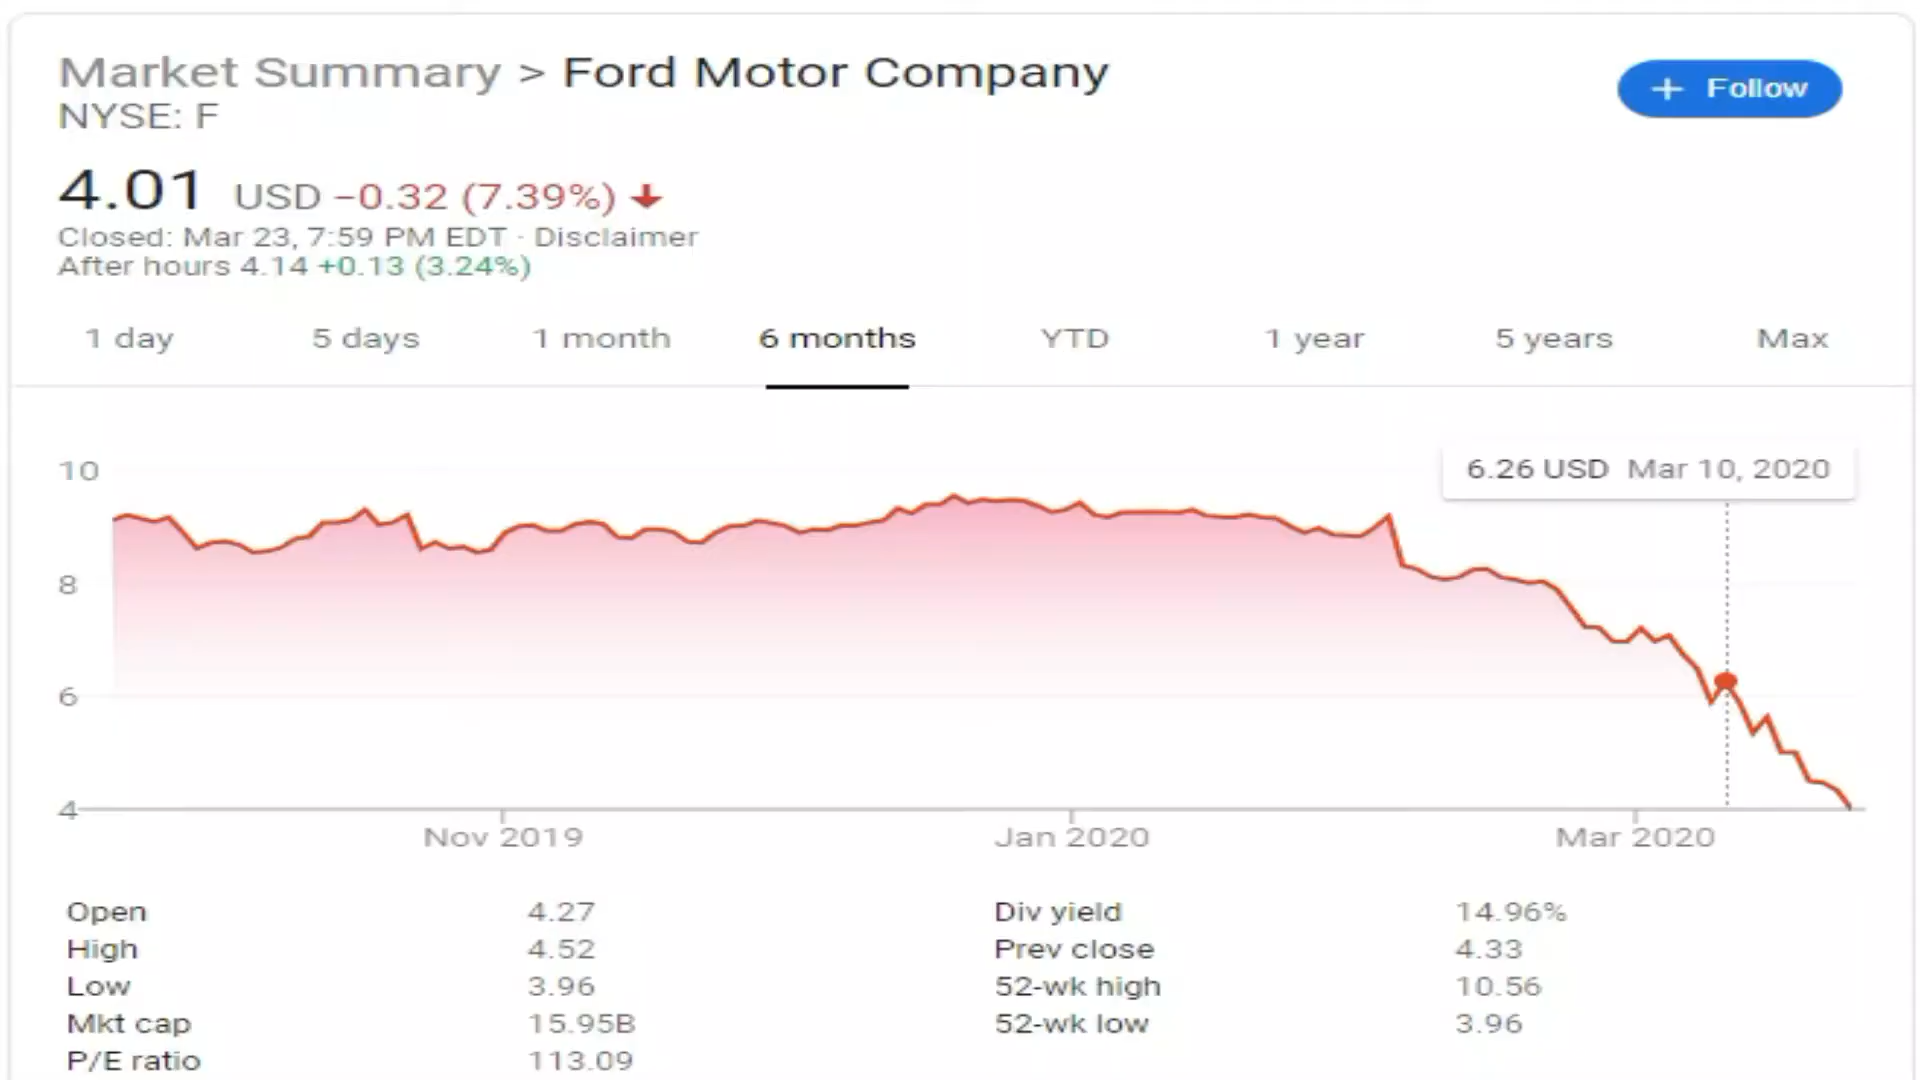 Market Summary > Ford Motor Company
NYSE: F
+ Follow
4.01 USD −0.32 (7.39%)
Closed: Mar 23, 7:59 PM EDT · Disclaimer
After hours 4.14 +0.13 (3.24%)
1 day 5 days 1 month 6 months YTD 1 year 5 years Max
6.26 USD Mar 10, 2020
10
8
6
4
Nov 2019 Jan 2020 Mar 2020
Open 4.27 Div yield 14.96%
High 4.52 Prev close 4.33
Low 3.96 52-wk high 10.56
Mkt cap 15.95B 52-wk low 3.96
P/E ratio 113.09